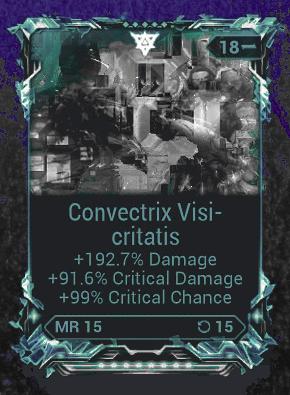 18
Convectrix Visi-
critatis
+192.7% Damage
+91.6% Critical Damage
+99% Critical Chance
MR 15 15